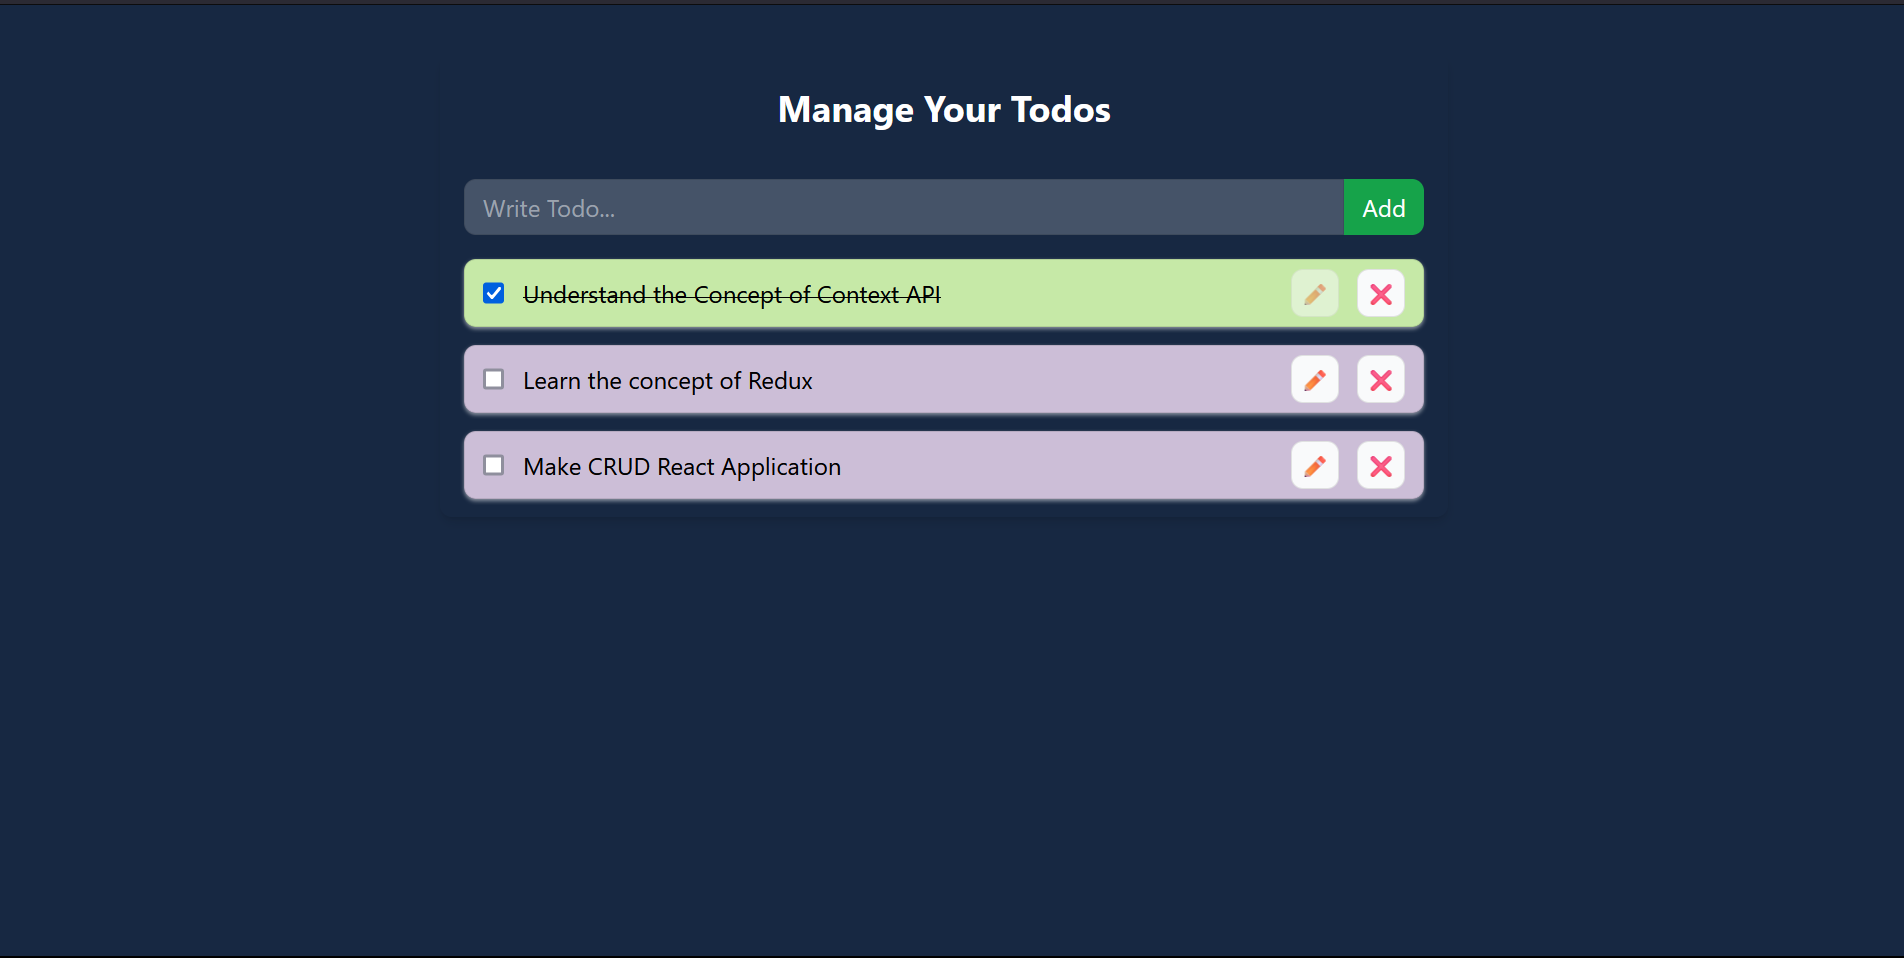 Manage Your Todos
Write Todo...
Add
Understand the Concept of Context API
Learn the concept of Redux
Make CRUD React Application